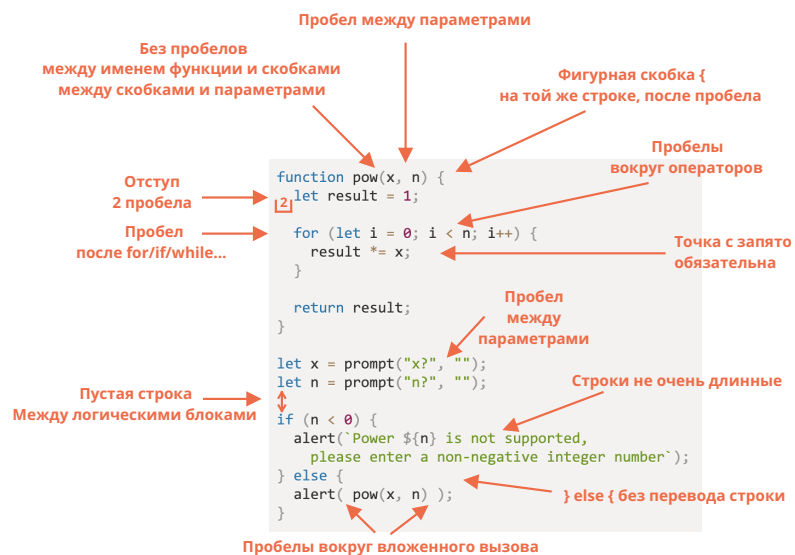 Пробел между параметрами
Без пробелов
между именем функции и скобками
между скобками и параметрами
Фигурная скобка {
на той же строке, после пробела
Пробелы
вокруг операторов
Отступ
2 пробела
Пробел
после for/if/while...
function pow(x, n) {
2
let result = 1;
for (let i = 0; i < n; i++) {
result *= x;
}
return result;
}
Точка с запято
обязательна
Пробел
между
параметрами
let x = prompt("x?", "");
let n = prompt("n?", "");
Пустая строка
Между логическими блоками
Строки не очень длинные
if (n < 0) {
alert(`Power ${n} is not supported,
please enter a non-negative integer number`);
} else {
alert( pow(x, n) );
}
} else { без перевода строки
Пробелы вокруг вложенного вызова